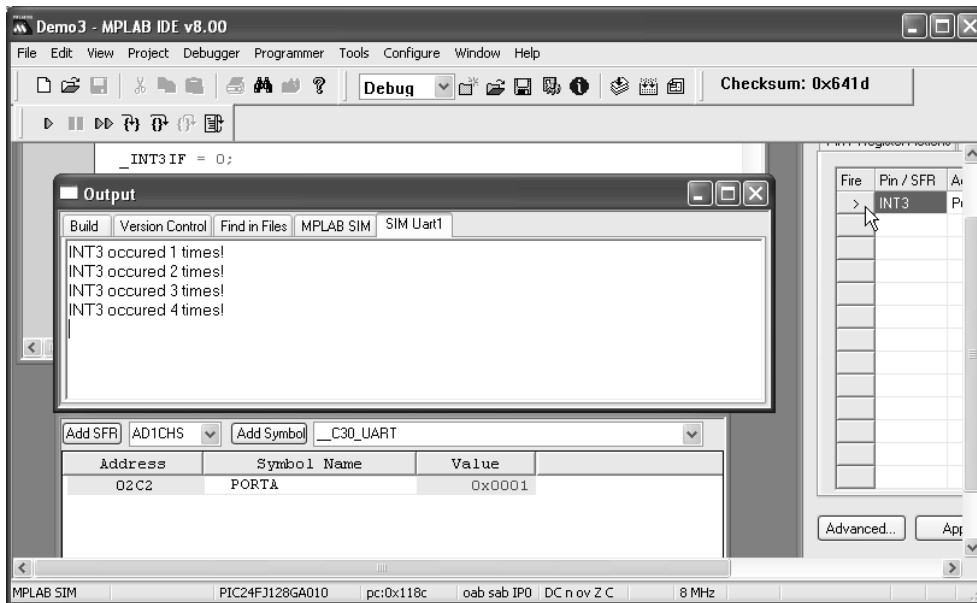 Demo3 - MPLAB IDE v8.00
File Edit View Project Debugger Programmer Tools Configure Window Help
Debug
Checksum: 0x641d
_INT3IF = 0;
Output
Build Version Control Find in Files MPLAB SIM SIM Uart1
INT3 occured 1 times!
INT3 occured 2 times!
INT3 occured 3 times!
INT3 occured 4 times!
Fire Pin / SFR
> INT3
Add SFR AD1CHS Add Symbol __C30_UART
Address Symbol Name Value
02C2 PORTA 0x0001
Advanced...
MPLAB SIM PIC24FJ128GA010 pc:0x118c oab sab IP0 DC n ov Z C 8 MHz